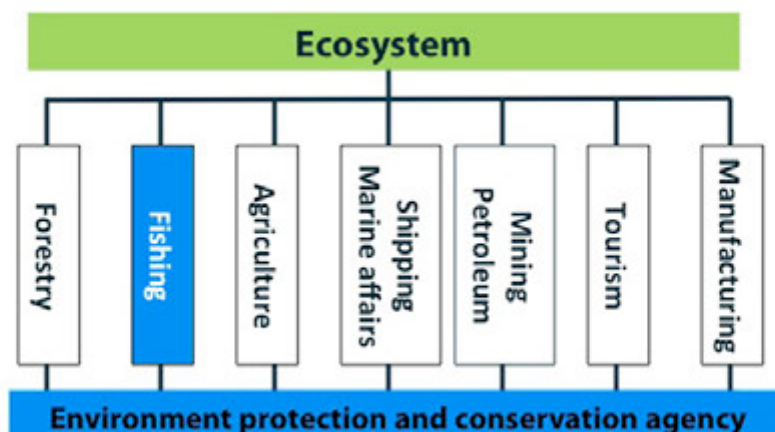 Ecosystem
Forestry
Fishing
Agriculture
Shipping
Marine affairs
Mining
Petroleum
Tourism
Manufacturing
Environment protection and conservation agency